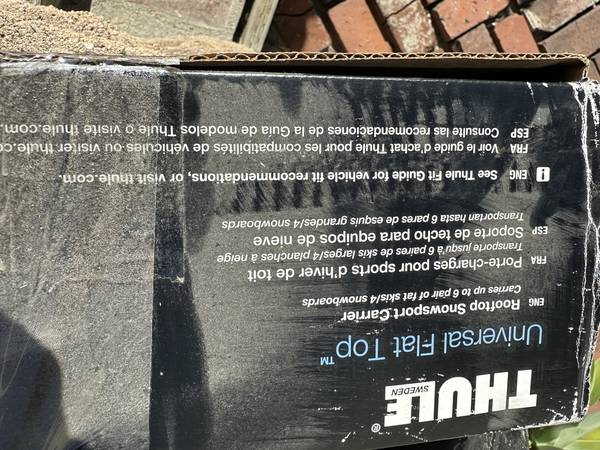 THULE®
SWEDEN
Universal Flat Top™
ENG Rooftop Snowsport Carrier
Carries up to 6 pair of fat skis/4 snowboards
FRA Porte-charges pour sports d'hiver de toit
Transporte jusqu'à 6 paires de skis larges/4 planches à neige
ESP Soporte de techo para equipos de nieve
Transportan hasta 6 pares de esquís grandes/4 snowboards
i ENG See Thule Fit Guide for vehicle fit recommendations, or visit thule.com.
FRA Voir le guide d'achat Thule pour les compatibilités de véhicules ou visiter thule.co
ESP Consulte las recomendaciones de la Guía de modelos Thule o visite thule.com.